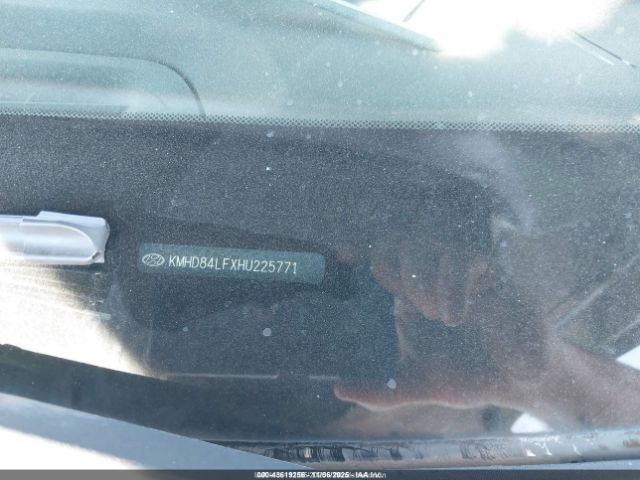 KMHD84LFXHU225771
000-43619256 - 11/06/2025 - IAA Inc.